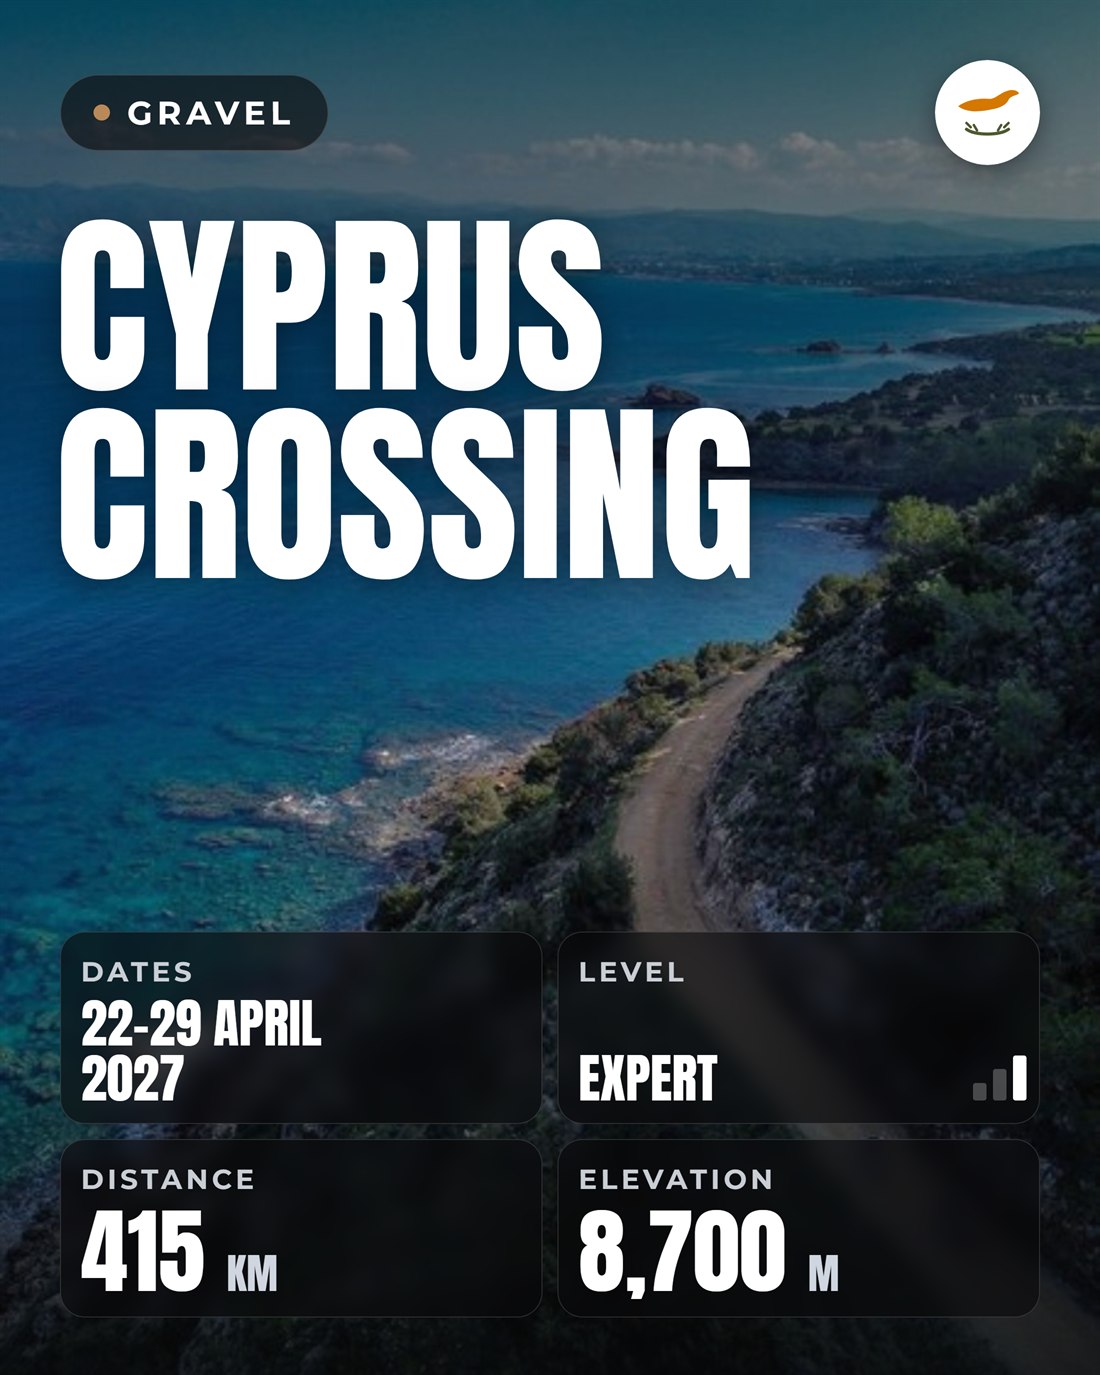 GRAVEL
CYPRUS
CROSSING
DATES
22-29 APRIL
2027
LEVEL
EXPERT
DISTANCE
415 KM
ELEVATION
8,700 M